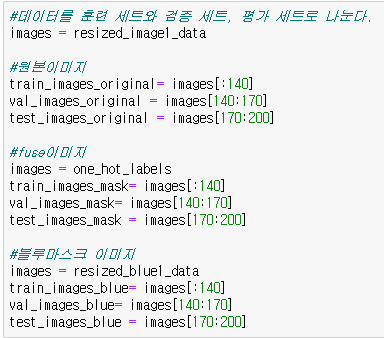 #데이터를 훈련 세트와 검증 세트, 평가 세트로 나눈다.
images = resized_image1_data
#원본이미지
train_images_original= images[:140]
val_images_original = images[140:170]
test_images_original = images[170:200]
#fuse이미지
images = one_hot_labels
train_images_mask= images[:140]
val_images_mask= images[140:170]
test_images_mask = images[170:200]
#블루마스크 이미지
images = resized_blue1_data
train_images_blue= images[:140]
val_images_blue= images[140:170]
test_images_blue = images[170:200]